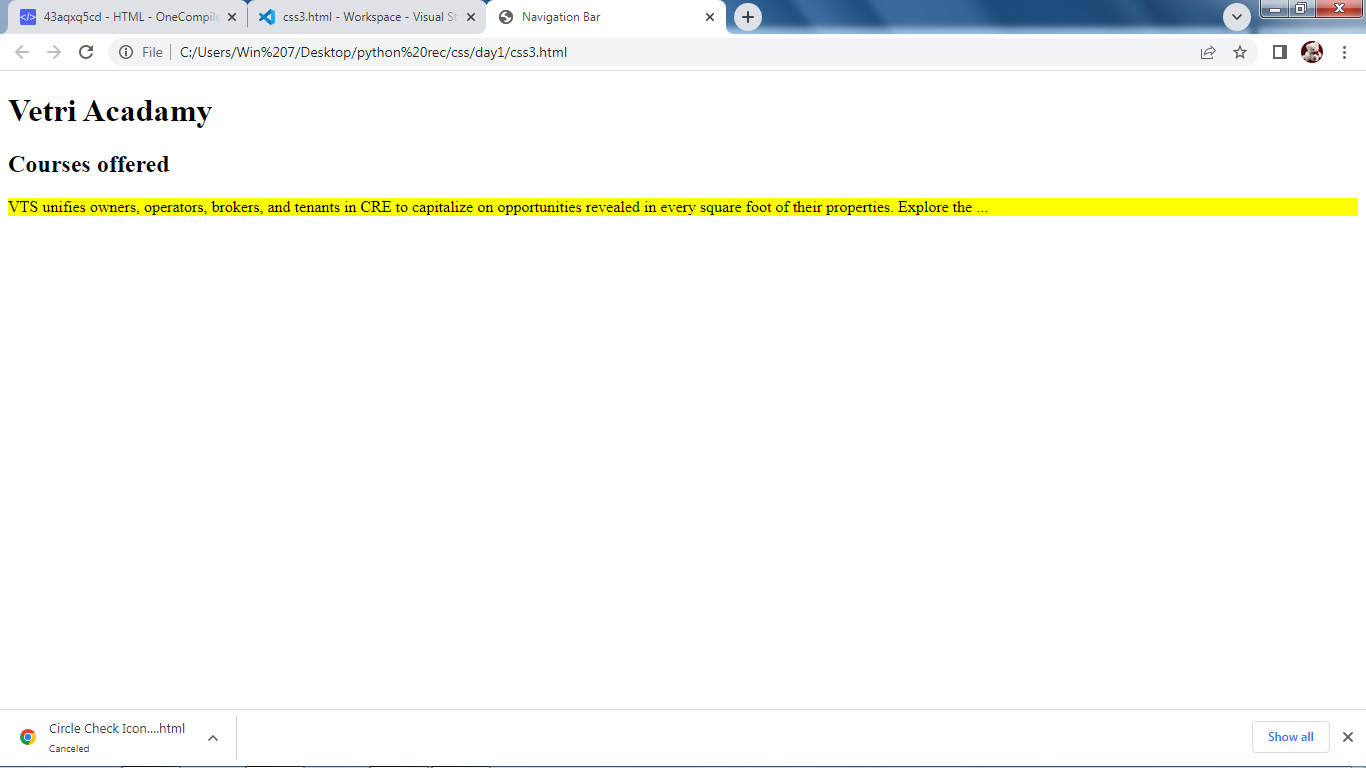 43aqxq5cd - HTML - OneCompile
css3.html - Workspace - Visual St
Navigation Bar
File
C:/Users/Win%207/Desktop/python%20rec/css/day1/css3.html
Vetri Acadamy
Courses offered
VTS unifies owners, operators, brokers, and tenants in CRE to capitalize on opportunities revealed in every square foot of their properties. Explore the ...
Circle Check Icon....html
Canceled
Show all